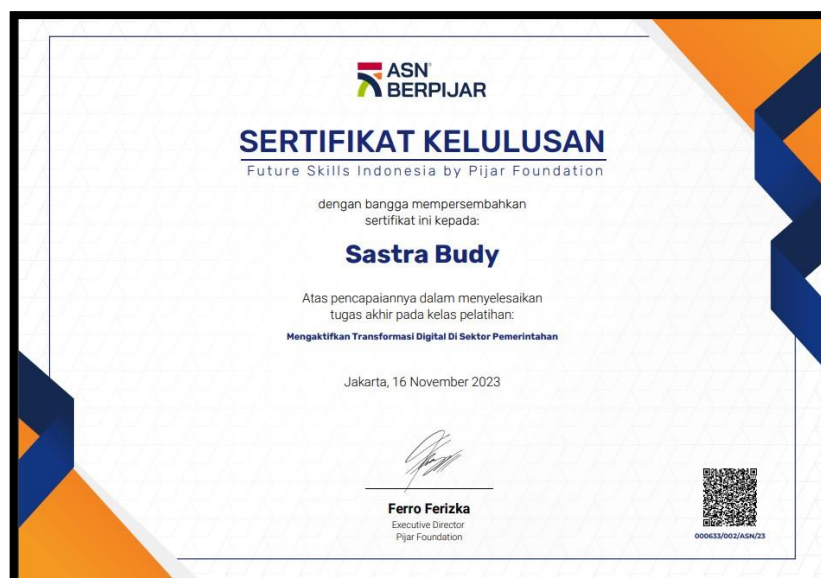 ASN
BERPIJAR
SERTIFIKAT KELULUSAN
Future Skills Indonesia by Pijar Foundation
dengan bangga mempersembahkan
sertifikat ini kepada:
Sastra Budy
Atas pencapaiannya dalam menyelesaikan
tugas akhir pada kelas pelatihan:
Mengaktifkan Transformasi Digital Di Sektor Pemerintahan
Jakarta, 16 November 2023
Ferro Ferizka
Executive Director
Pijar Foundation
000633/002/ASN/23